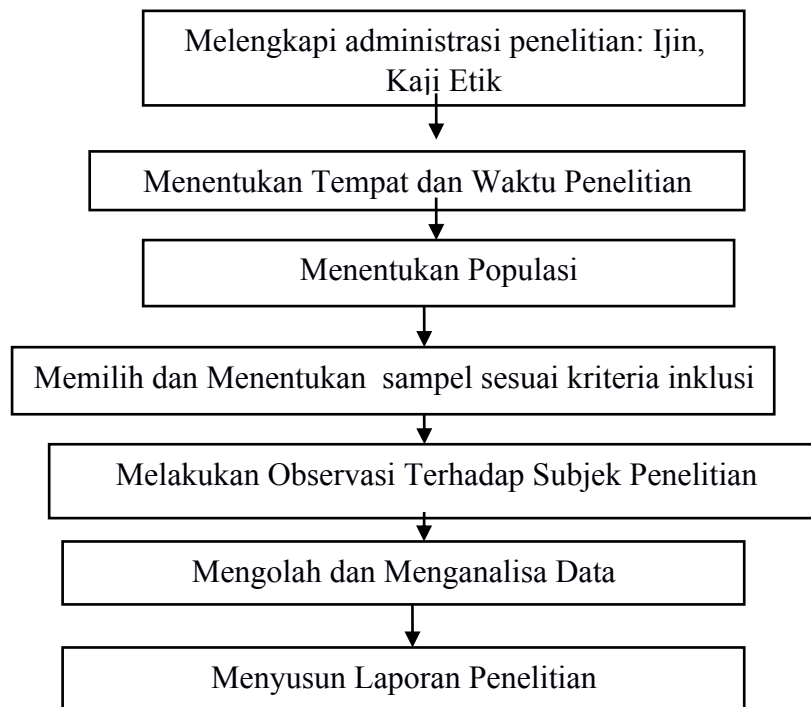 Melengkapi administrasi penelitian: Ijin,
Kaji Etik
Menentukan Tempat dan Waktu Penelitian
Menentukan Populasi
Memilih dan Menentukan sampel sesuai kriteria inklusi
Melakukan Observasi Terhadap Subjek Penelitian
Mengolah dan Menganalisa Data
Menyusun Laporan Penelitian